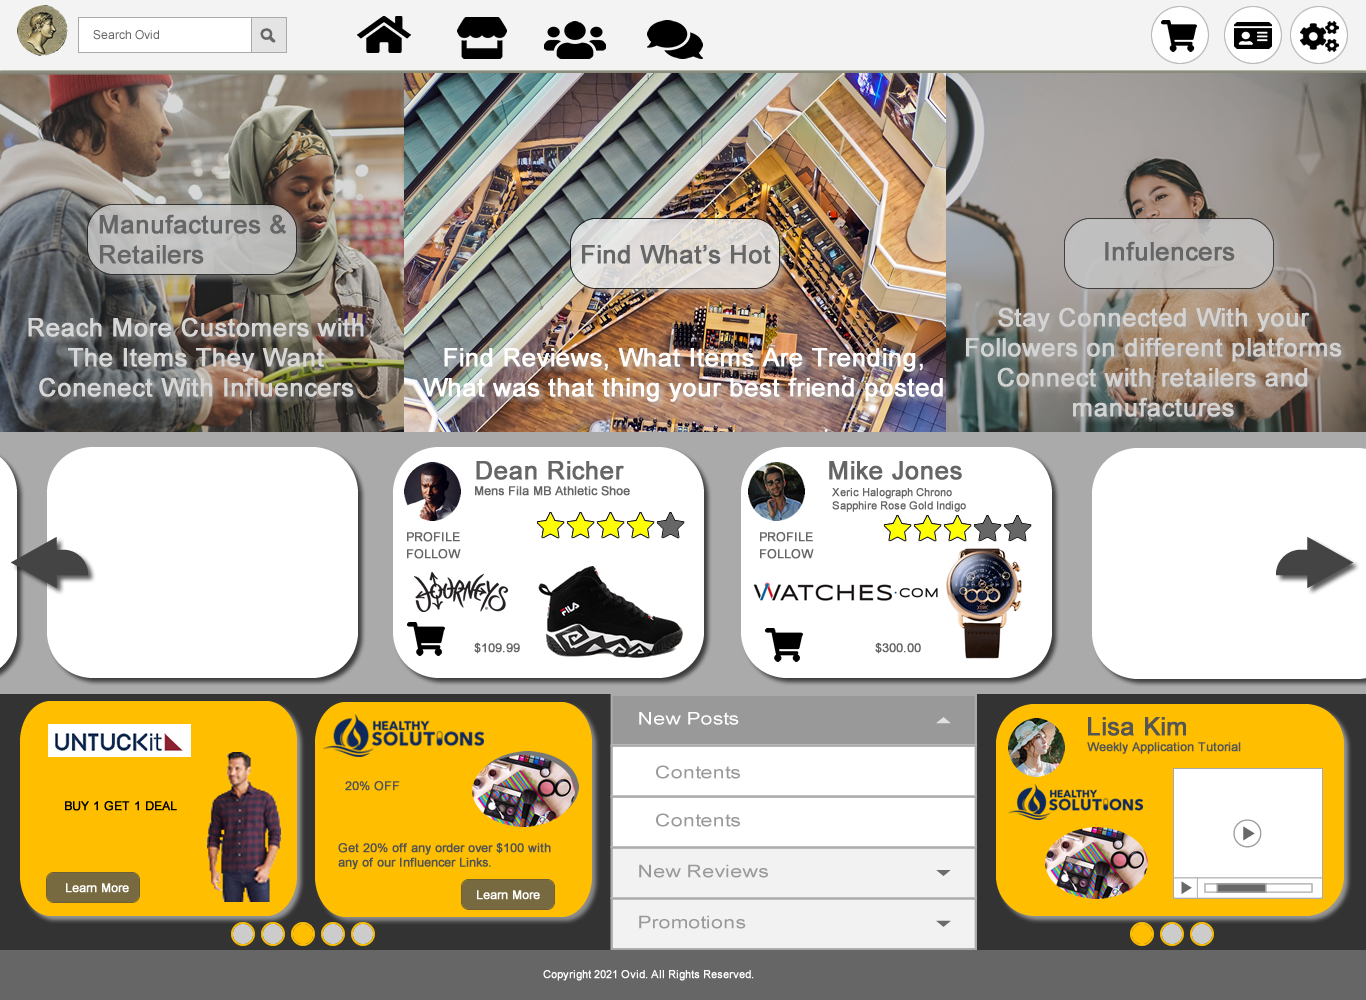 Search Ovid
Manufactures &
Retailers
Reach More Customers with
The Items They Want
Conenect With Influencers
Find What's Hot
Find Reviews, What Items Are Trending,
What was that thing your best friend posted
Infulencers
Stay Connected With your
Followers on different platforms
Connect with retailers and
manufactures
Dean Richer
Mens Fila MB Athletic Shoe
PROFILE
FOLLOW
JOURNEYS
FILA
$109.99
Mike Jones
Xeric Halograph Chrono
Sapphire Rose Gold Indigo
PROFILE
FOLLOW
WATCHES.COM
$300.00
UNTUCKit
BUY 1 GET 1 DEAL
Learn More
HEALTHY
SOLUTIONS
20% OFF
Get 20% off any order over $100 with
any of our Influencer Links.
Learn More
New Posts
Contents
Contents
New Reviews
Promotions
Lisa Kim
Weekly Application Tutorial
HEALTHY
SOLUTIONS
Copyright 2021 Ovid. All Rights Reserved.